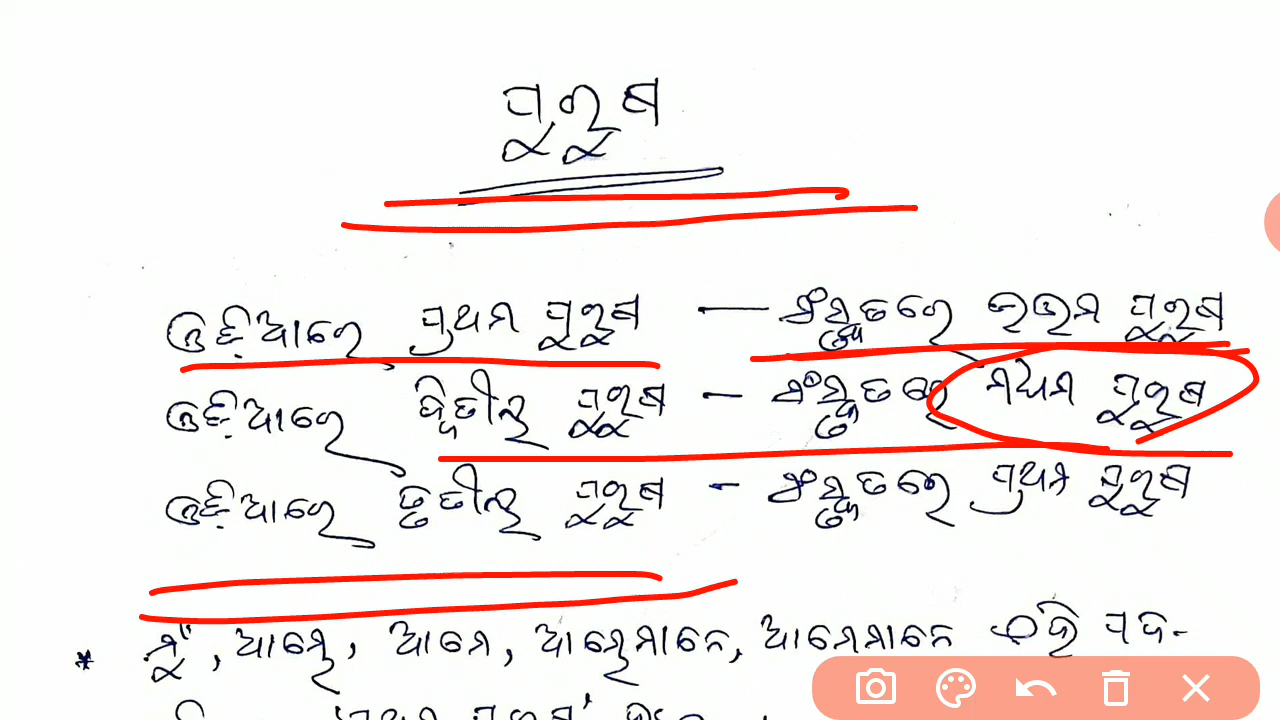 ପୁରୁଷ
ଓଡ଼ିଆରେ ପ୍ରଥମ ପୁରୁଷ — ସଂସ୍କୃତରେ ଉତ୍ତମ ପୁରୁଷ
ଓଡ଼ିଆରେ ଦ୍ୱିତୀୟ ପୁରୁଷ - ସଂସ୍କୃତରେ ମଧ୍ୟମ ପୁରୁଷ
ଓଡ଼ିଆରେ ତୃତୀୟ ପୁରୁଷ - ସଂସ୍କୃତରେ ପ୍ରଥମ ପୁରୁଷ
* ମୁଁ, ଆମ୍ଭେ, ଆମେ, ଆମ୍ଭେମାନେ, ଆମେମାନେ ଏହି ପଦ-